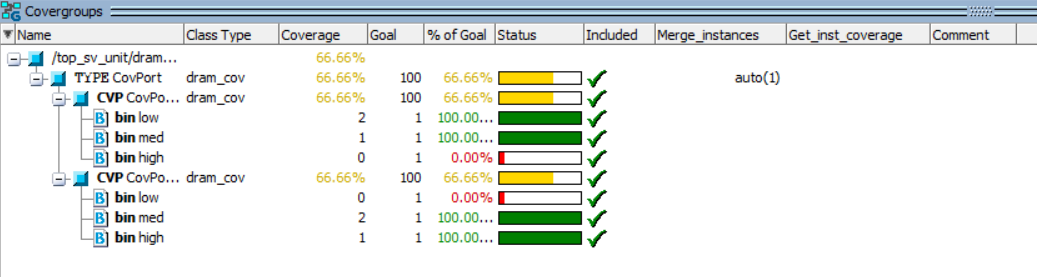 Covergroups
Name Class Type Coverage Goal % of Goal Status Included Merge_instances Get_inst_coverage Comment
/top_sv_unit/dram... 66.66%
TYPE CovPort dram_cov 66.66% 100 66.66% auto(1)
CVP CovPo... dram_cov 66.66% 100 66.66%
B] bin low 2 1 100.00...
B] bin med 1 1 100.00...
B] bin high 0 1 0.00%
CVP CovPo... dram_cov 66.66% 100 66.66%
B] bin low 0 1 0.00%
B] bin med 2 1 100.00...
B] bin high 1 1 100.00...